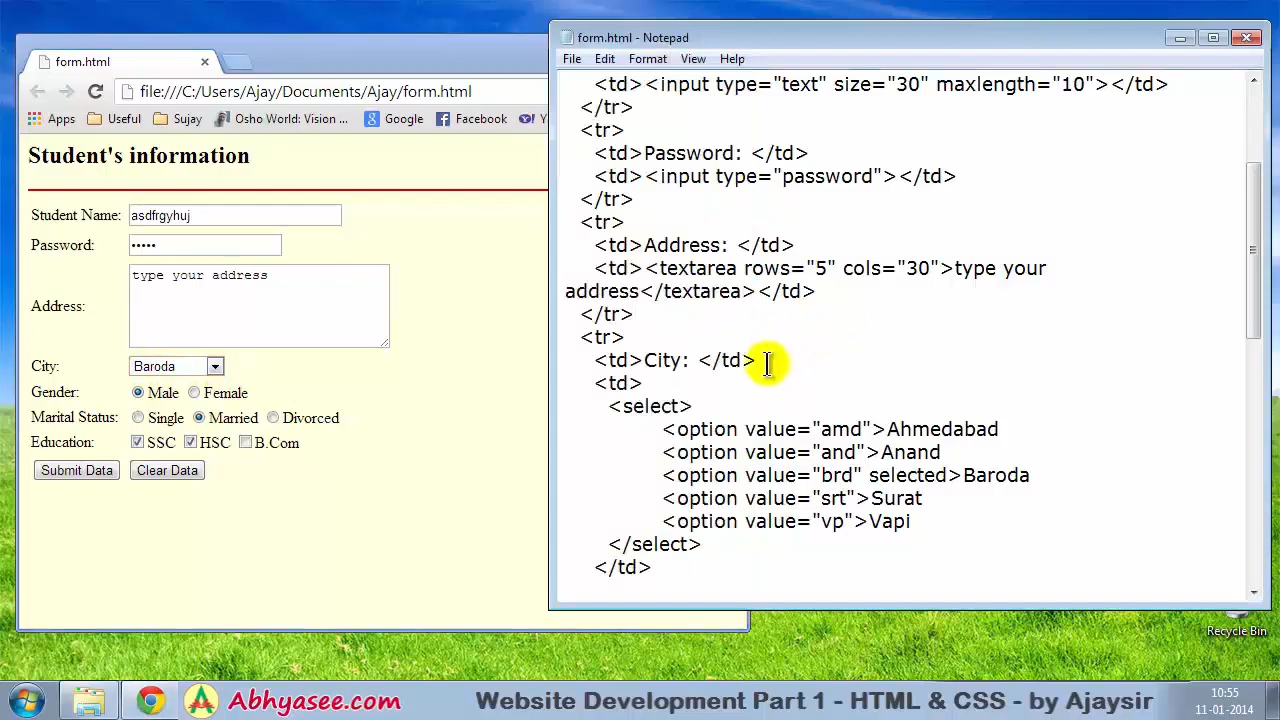 form.html
file:///C:/Users/Ajay/Documents/Ajay/form.html
Apps Useful Sujay Osho World: Vision ... Google Facebook Y
Student's information
Student Name: asdfrgyhuj
Password: •••••
Address: type your address
City: Baroda
Gender: Male Female
Marital Status: Single Married Divorced
Education: SSC HSC B.Com
Submit Data Clear Data
form.html - Notepad
File Edit Format View Help
<td><input type="text" size="30" maxlength="10"></td>
</tr>
<tr>
<td>Password: </td>
<td><input type="password"></td>
</tr>
<tr>
<td>Address: </td>
<td><textarea rows="5" cols="30">type your
address</textarea></td>
</tr>
<tr>
<td>City: </td>
<td>
<select>
<option value="amd">Ahmedabad
<option value="and">Anand
<option value="brd" selected>Baroda
<option value="srt">Surat
<option value="vp">Vapi
</select>
</td>
Recycle Bin
Abhyasee.com
Website Development Part 1 - HTML & CSS - by Ajaysir
10:55
11-01-2014